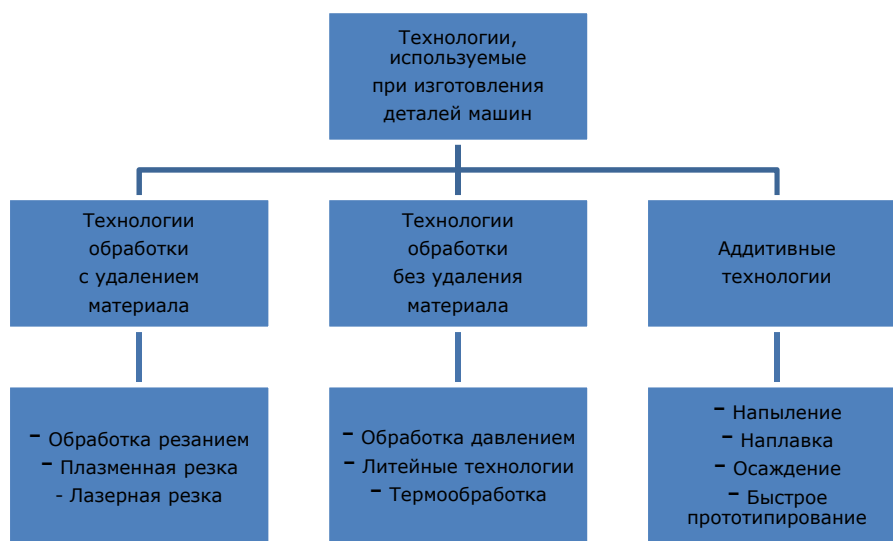 Технологии,
используемые
при изготовления
деталей машин
Технологии
обработки
с удалением
материала
Технологии
обработки
без удаления
материала
Аддитивные
технологии
- Обработка резанием
- Плазменная резка
- Лазерная резка
- Обработка давлением
- Литейные технологии
- Термообработка
- Напыление
- Наплавка
- Осаждение
- Быстрое
прототипирование